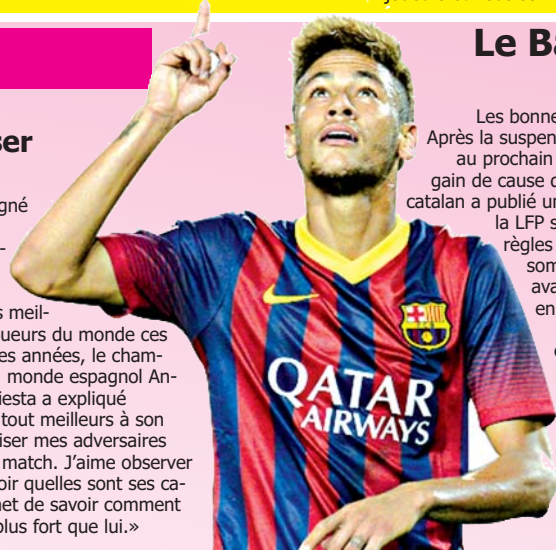 ser
gné
-
s meil-
oueurs du monde ces
es années, le cham-
monde espagnol An-
iesta a expliqué
tout meilleurs à son
iser mes adversaires
match. J’aime observer
oir quelles sont ses ca-
net de savoir comment
plus fort que lui.»
Le Ba
Les bonne
Après la suspen
au prochain
gain de cause d
catalan a publié un
la LFP s
règles
som
ava
en
QATAR
AIRWAYS